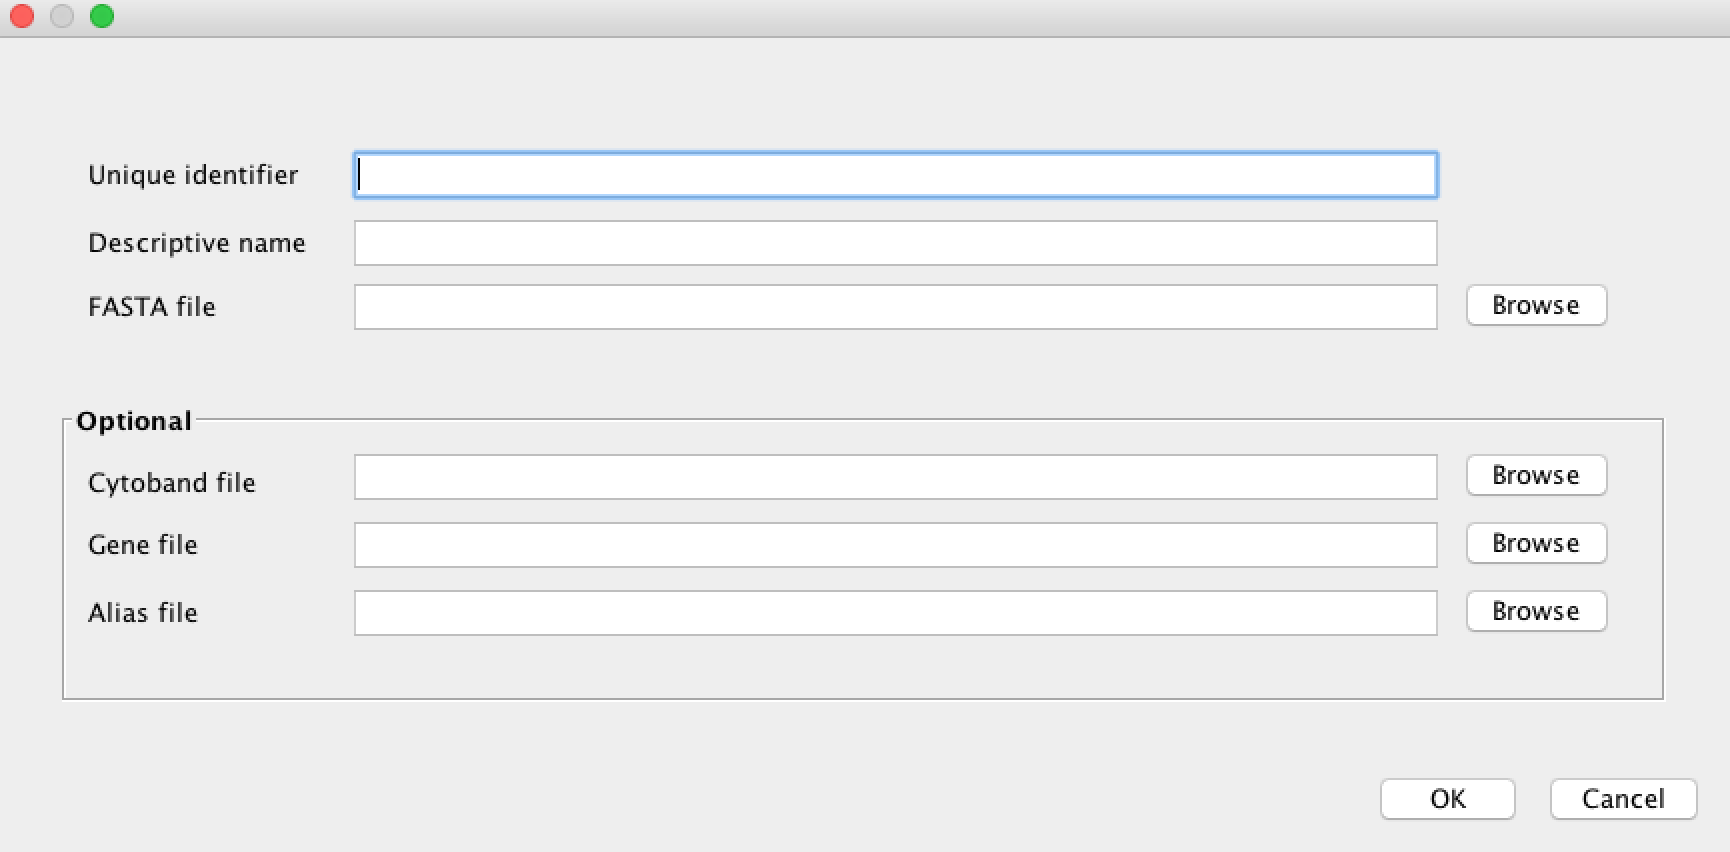 Unique identifier
Descriptive name
FASTA file Browse
Optional
Cytoband file Browse
Gene file Browse
Alias file Browse
OK Cancel